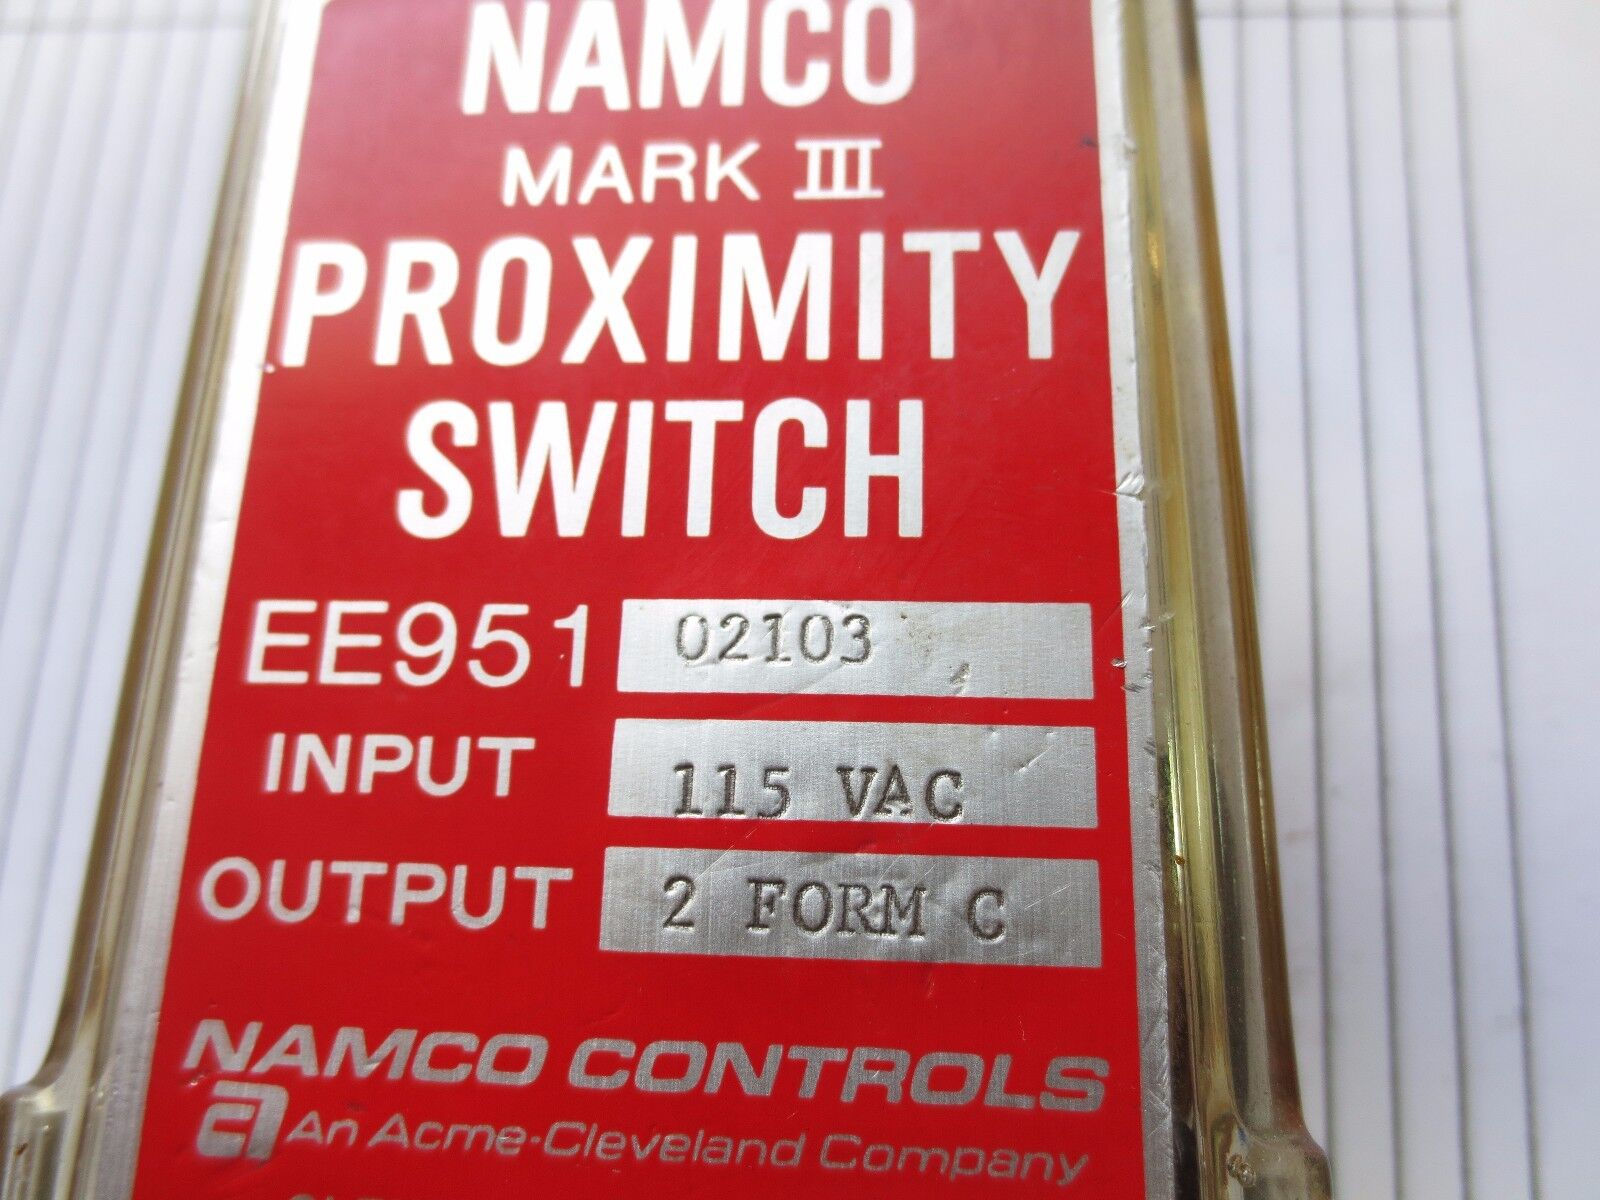 NAMCO
MARK III
PROXIMITY
SWITCH
EE951 02103
INPUT 115 VAC
OUTPUT 2 FORM C
NAMCO CONTROLS
An Acme-Cleveland Company